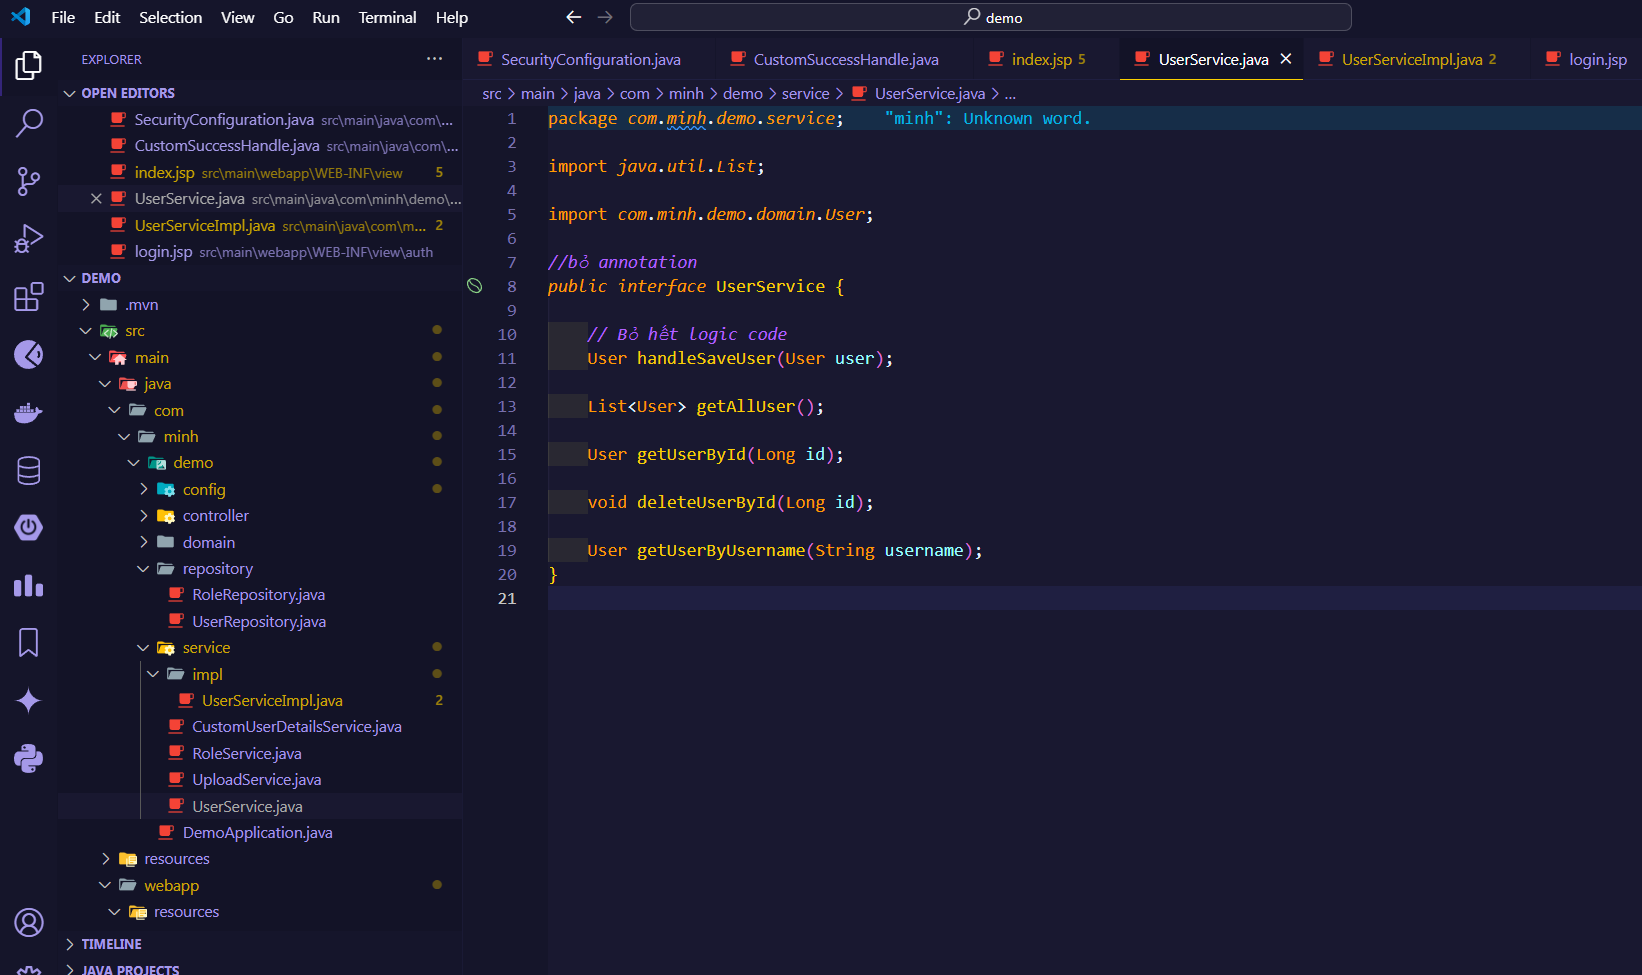 File Edit Selection View Go Run Terminal Help
demo
EXPLORER
OPEN EDITORS
SecurityConfiguration.java src\main\java\com\...
CustomSuccessHandle.java src\main\java\com\...
index.jsp src\main\webapp\WEB-INF\view 5
UserService.java src\main\java\com\minh\demo\...
UserServiceImpl.java src\main\java\com\m... 2
login.jsp src\main\webapp\WEB-INF\view\auth
DEMO
.mvn
src
main
java
com
minh
demo
config
controller
domain
repository
RoleRepository.java
UserRepository.java
service
impl
UserServiceImpl.java 2
CustomUserDetailsService.java
RoleService.java
UploadService.java
UserService.java
DemoApplication.java
resources
webapp
resources
TIMELINE
JAVA PROJECTS
SecurityConfiguration.java CustomSuccessHandle.java index.jsp 5 UserService.java UserServiceImpl.java 2 login.jsp
src > main > java > com > minh > demo > service > UserService.java > ...
1 package com.minh.demo.service; "minh": Unknown word.
2
3 import java.util.List;
4
5 import com.minh.demo.domain.User;
6
7 //bỏ annotation
8 public interface UserService {
9
10 // Bỏ hết logic code
11 User handleSaveUser(User user);
12
13 List<User> getAllUser();
14
15 User getUserById(Long id);
16
17 void deleteUserById(Long id);
18
19 User getUserByUsername(String username);
20 }
21